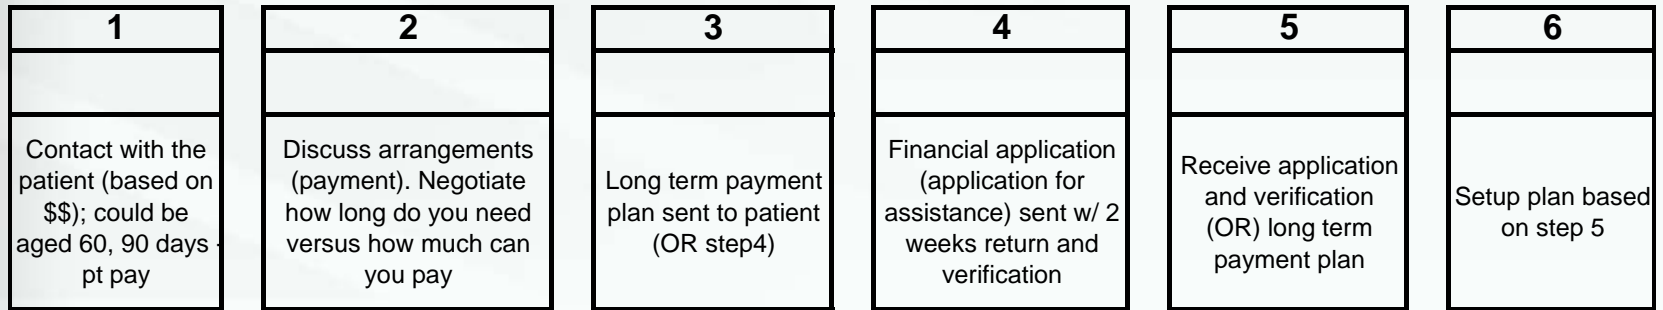 1
Contact with the
patient (based on
$$); could be
aged 60, 90 days -
pt pay
2
Discuss arrangements
(payment). Negotiate
how long do you need
versus how much can
you pay
3
Long term payment
plan sent to patient
(OR step4)
4
Financial application
(application for
assistance) sent w/ 2
weeks return and
verification
5
Receive application
and verification
(OR) long term
payment plan
6
Setup plan based
on step 5